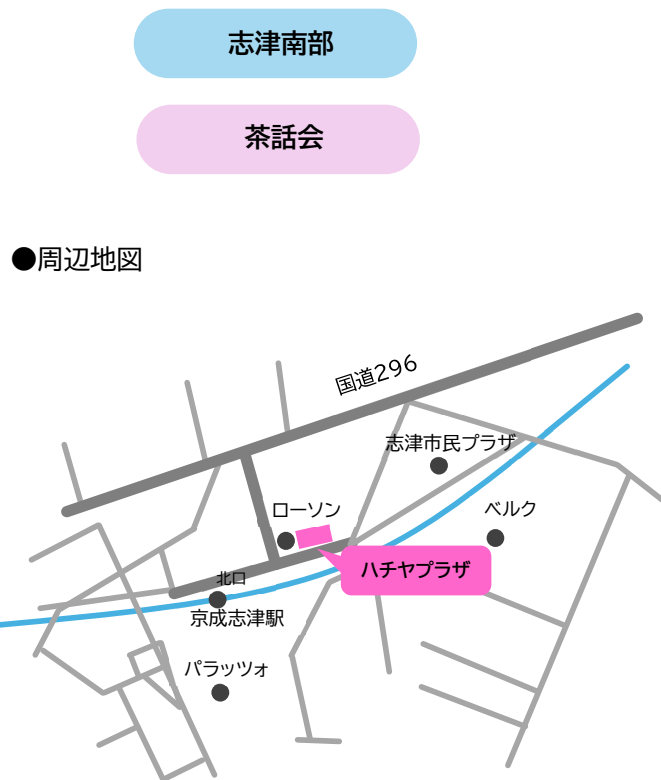 志津南部
茶話会
●周辺地図
国道296
志津市民プラザ
ローソン
ベルク
ハチヤプラザ
北口
京成志津駅
パラッツォ